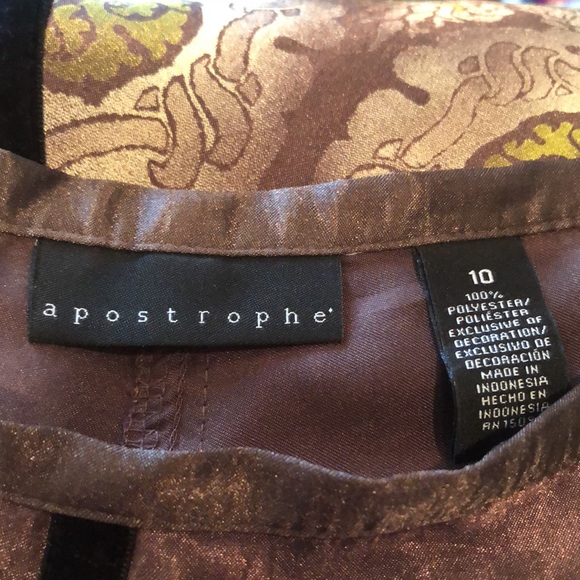 apostrophe
10
100%
POLYESTER/
POLIÉSTER
EXCLUSIVE OF
DECORATION/
EXCLUSIVO DE
DECORACIÓN
MADE IN
INDONESIA
HECHO EN
INDONESIA